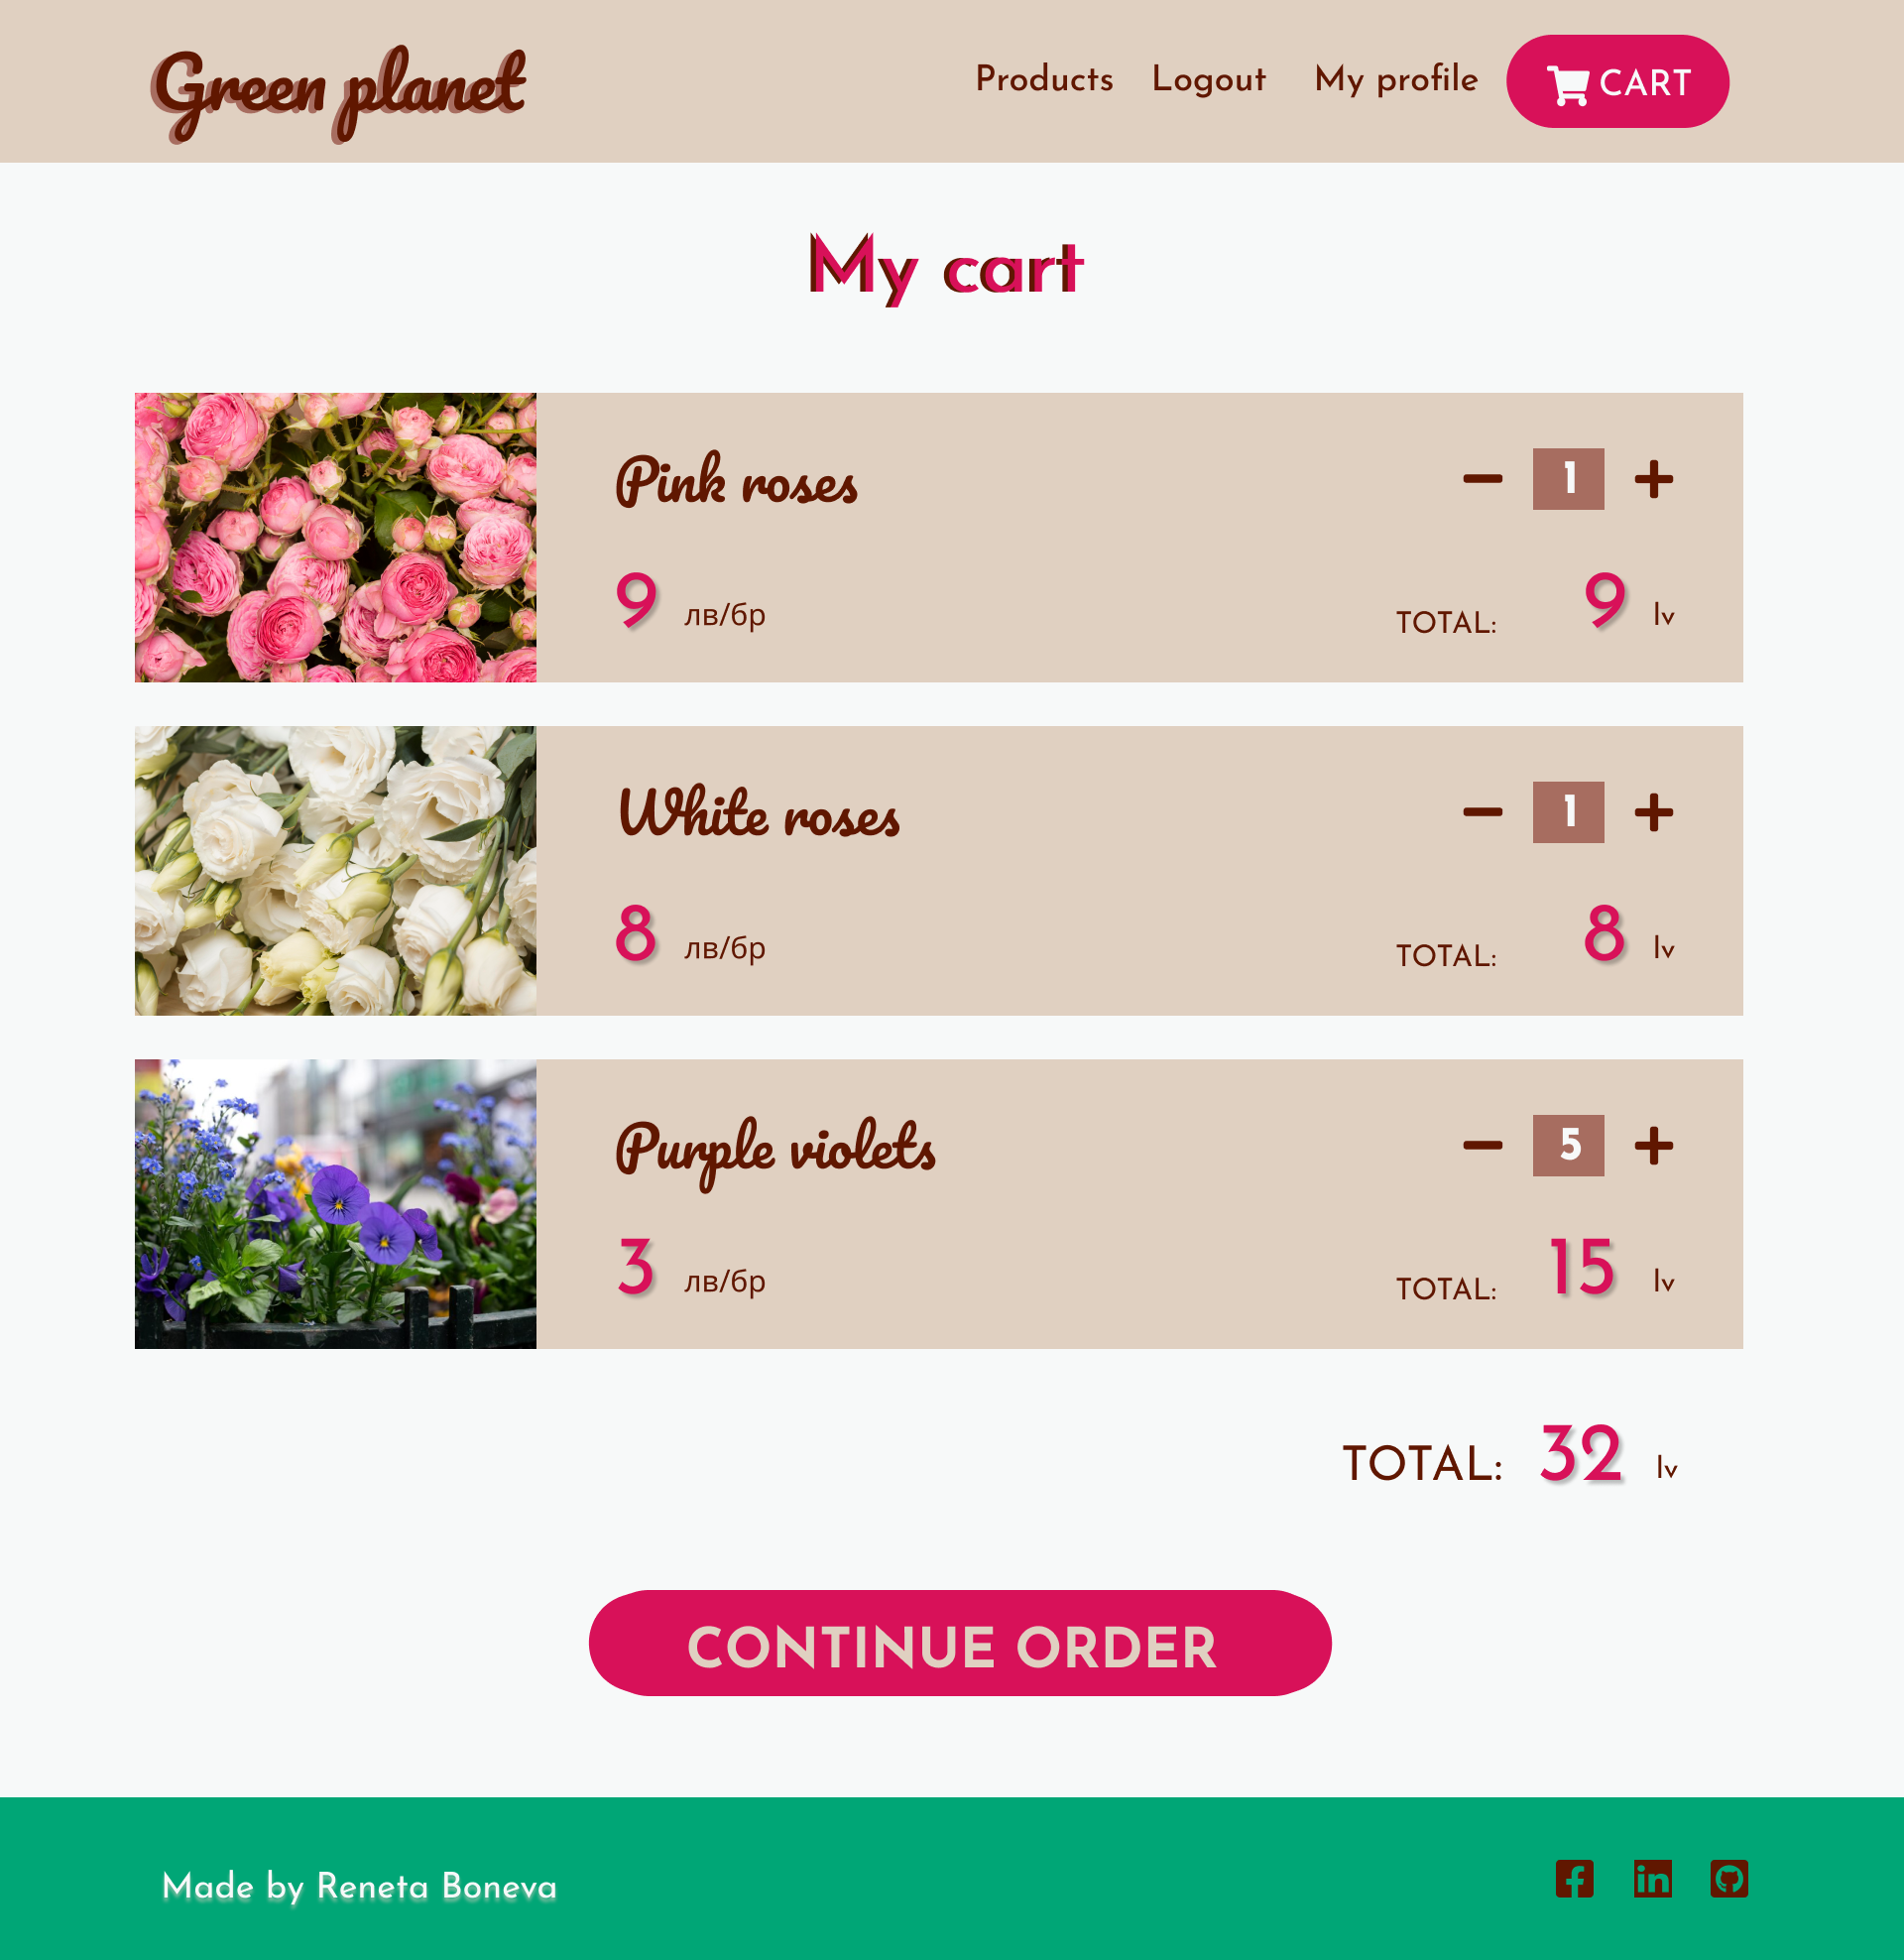 Green planet
Products Logout My profile CART
My cart
Pink roses
1
9 лв/бр
TOTAL: 9 lv
White roses
1
8 лв/бр
TOTAL: 8 lv
Purple violets
5
3 лв/бр
TOTAL: 15 lv
TOTAL: 32 lv
CONTINUE ORDER
Made by Reneta Boneva